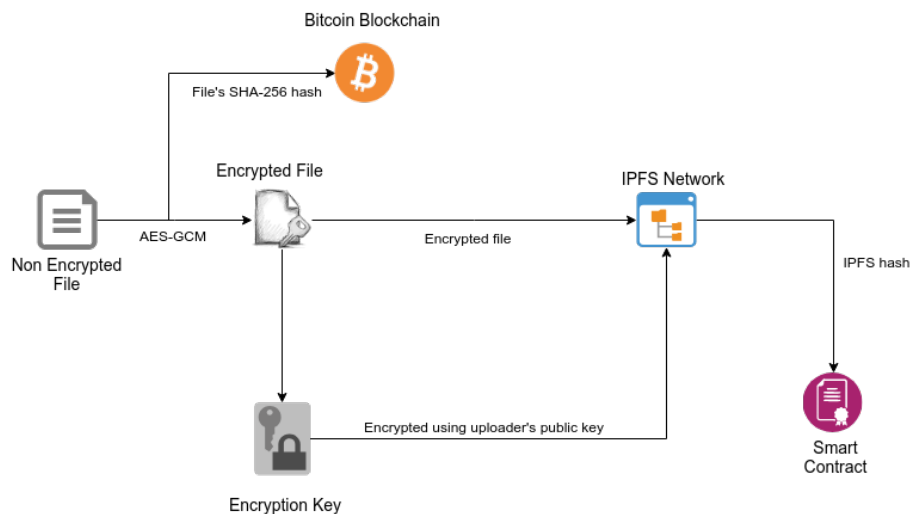 Bitcoin Blockchain
File's SHA-256 hash
Encrypted File
IPFS Network
AES-GCM
Encrypted file
Non Encrypted
File
IPFS hash
Encrypted using uploader's public key
Smart
Contract
Encryption Key